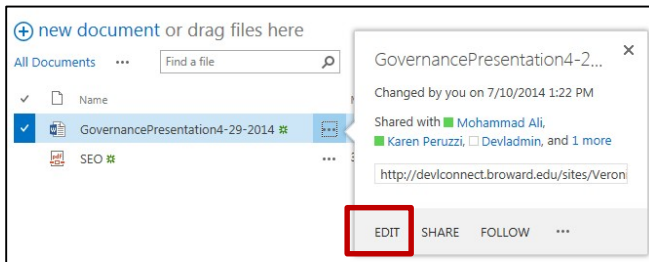 new document or drag files here
All Documents ... Find a file
Name
GovernancePresentation4-29-2014 ...
SEO ...
GovernancePresentation4-2...
Changed by you on 7/10/2014 1:22 PM
Shared with Mohammad Ali,
Karen Peruzzi, Devladmin, and 1 more
http://devlconnect.broward.edu/sites/Veroni
EDIT SHARE FOLLOW ...